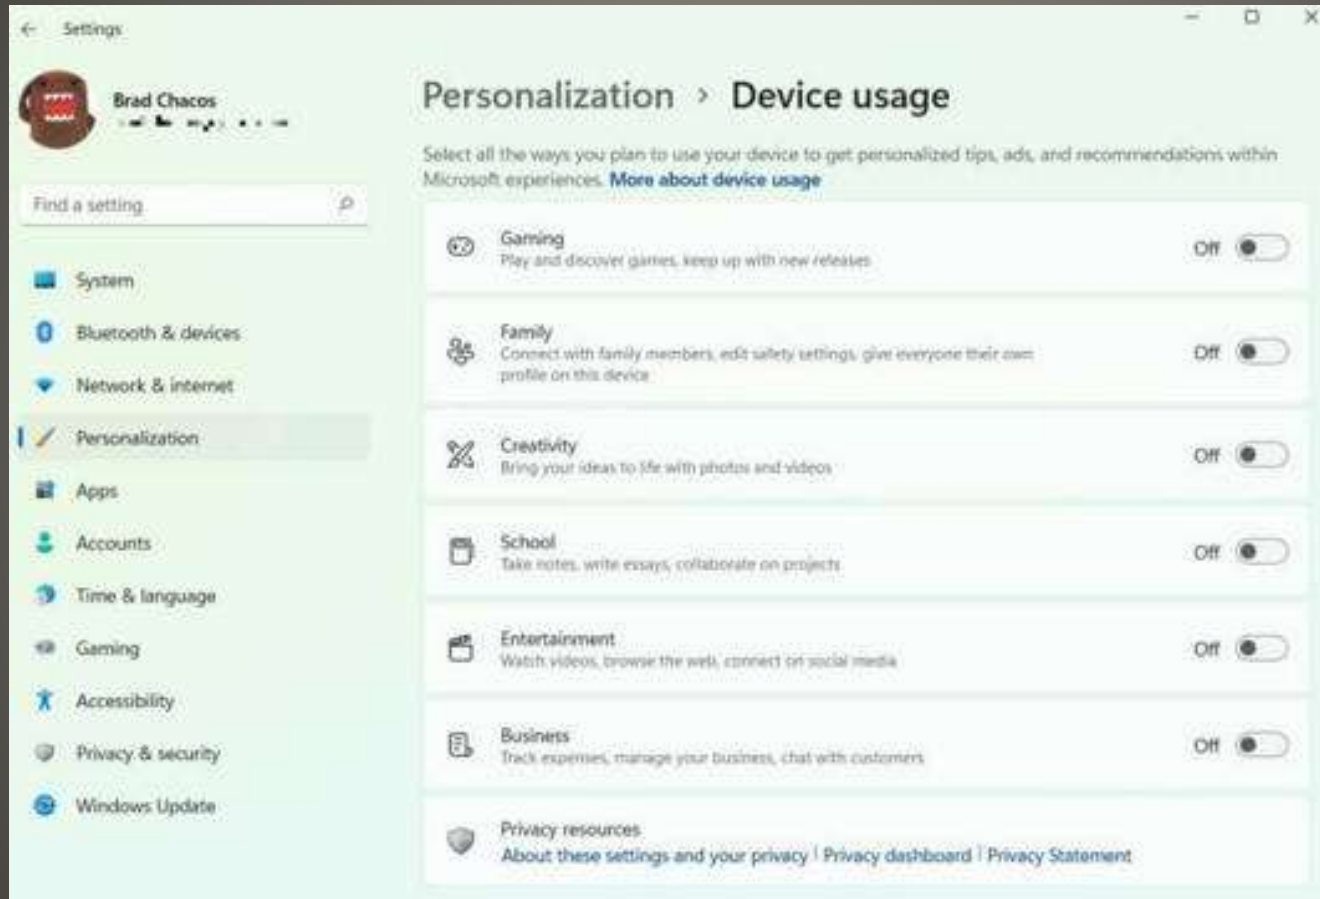 Settings
Brad Chacos
Find a setting
System
Bluetooth & devices
Network & internet
Personalization
Apps
Accounts
Time & language
Gaming
Accessibility
Privacy & security
Windows Update
Personalization > Device usage
Select all the ways you plan to use your device to get personalized tips, ads, and recommendations within
Microsoft experiences. More about device usage
Gaming
Play and discover games, keep up with new releases
Off
Family
Connect with family members, edit safety settings, give everyone their own
profile on this device
Off
Creativity
Bring your ideas to life with photos and videos
Off
School
Take notes, write essays, collaborate on projects
Off
Entertainment
Watch videos, browse the web, connect on social media
Off
Business
Track expenses, manage your business, chat with customers
Off
Privacy resources
About these settings and your privacy | Privacy dashboard | Privacy Statement